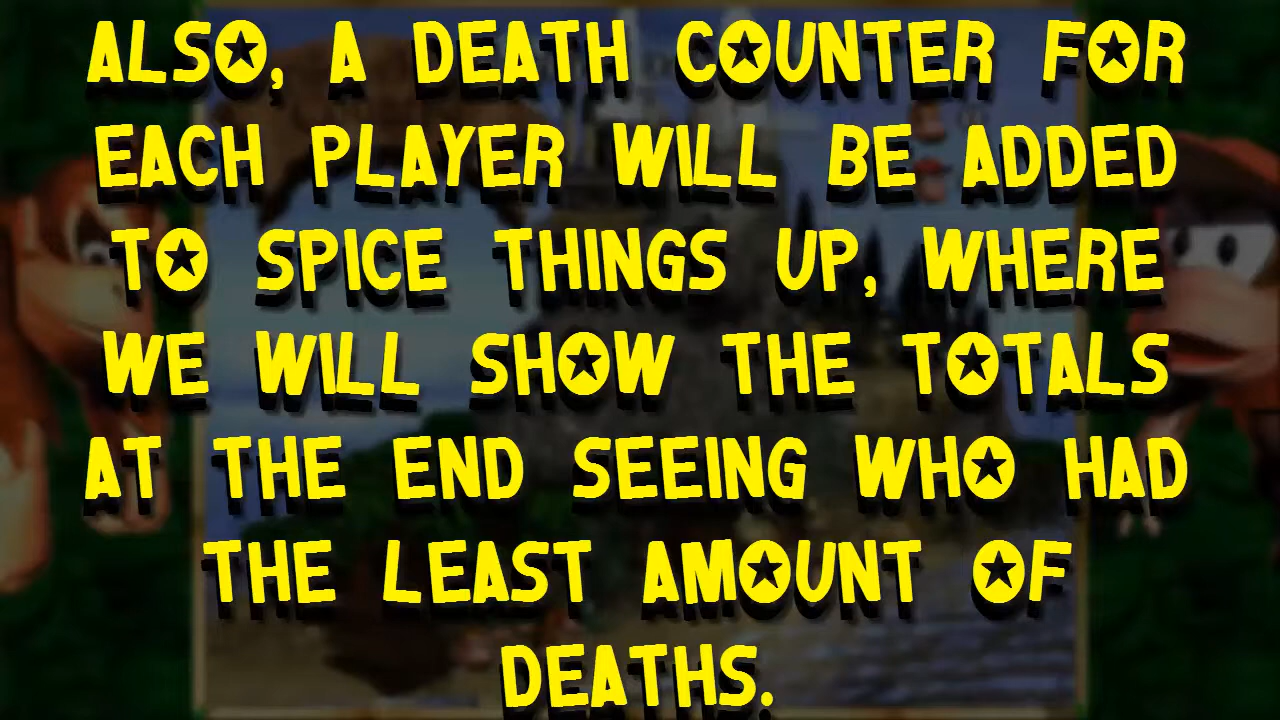 ALSO, A DEATH COUNTER FOR
EACH PLAYER WILL BE ADDED
TO SPICE THINGS UP, WHERE
WE WILL SHOW THE TOTALS
AT THE END SEEING WHO HAD
THE LEAST AMOUNT OF
DEATHS.